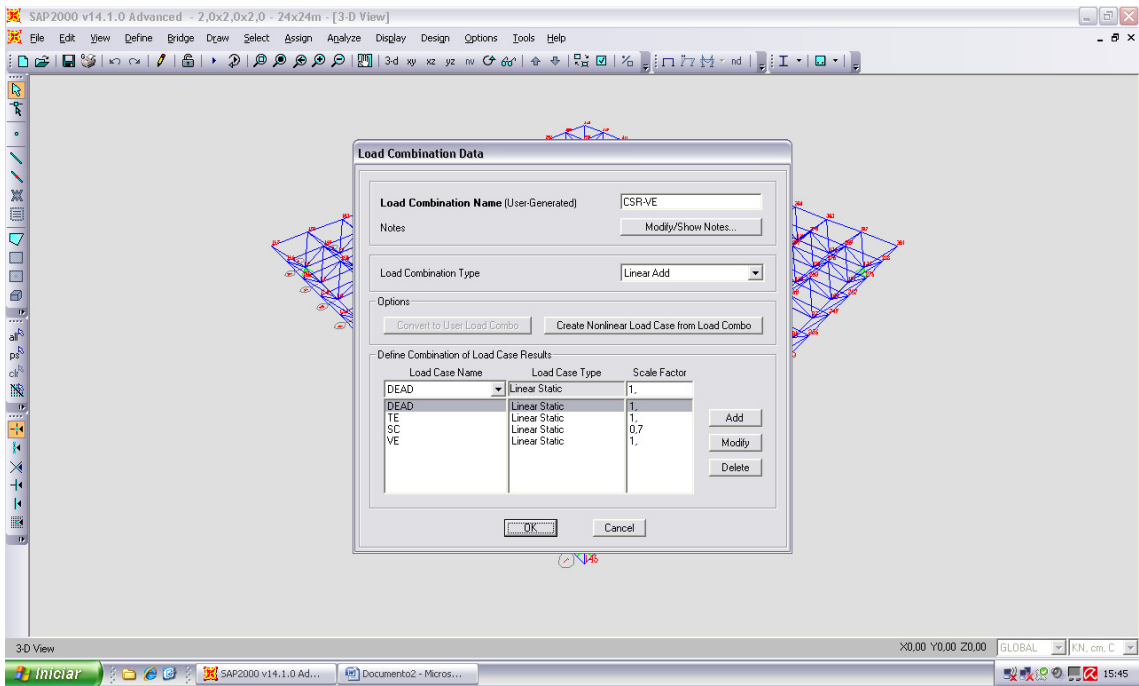 SAP2000 v14.1.0 Advanced - 2,0x2,0x2,0 - 24x24m - [3-D View]
File Edit View Define Bridge Draw Select Assign Analyze Display Design Options Tools Help
3-d xy xz yz nv nd
all
ps
clr
Load Combination Data
Load Combination Name (User-Generated) CSR-VE
Notes Modify/Show Notes...
Load Combination Type Linear Add
Options
Convert to User Load Combo Create Nonlinear Load Case from Load Combo
Define Combination of Load Case Results
Load Case Name Load Case Type Scale Factor
DEAD Linear Static 1,
DEAD Linear Static 1,
TE Linear Static 1,
SC Linear Static 0,7
VE Linear Static 1,
Add
Modify
Delete
OK Cancel
3-D View X0,00 Y0,00 Z0,00 GLOBAL KN, cm, C
Iniciar SAP2000 v14.1.0 Ad... Documento2 - Micros... 15:45